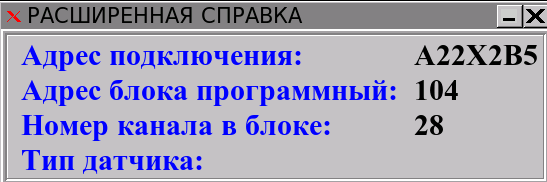 РАСШИРЕННАЯ СПРАВКА
Адрес подключения: A22X2B5
Адрес блока программный: 104
Номер канала в блоке: 28
Тип датчика: